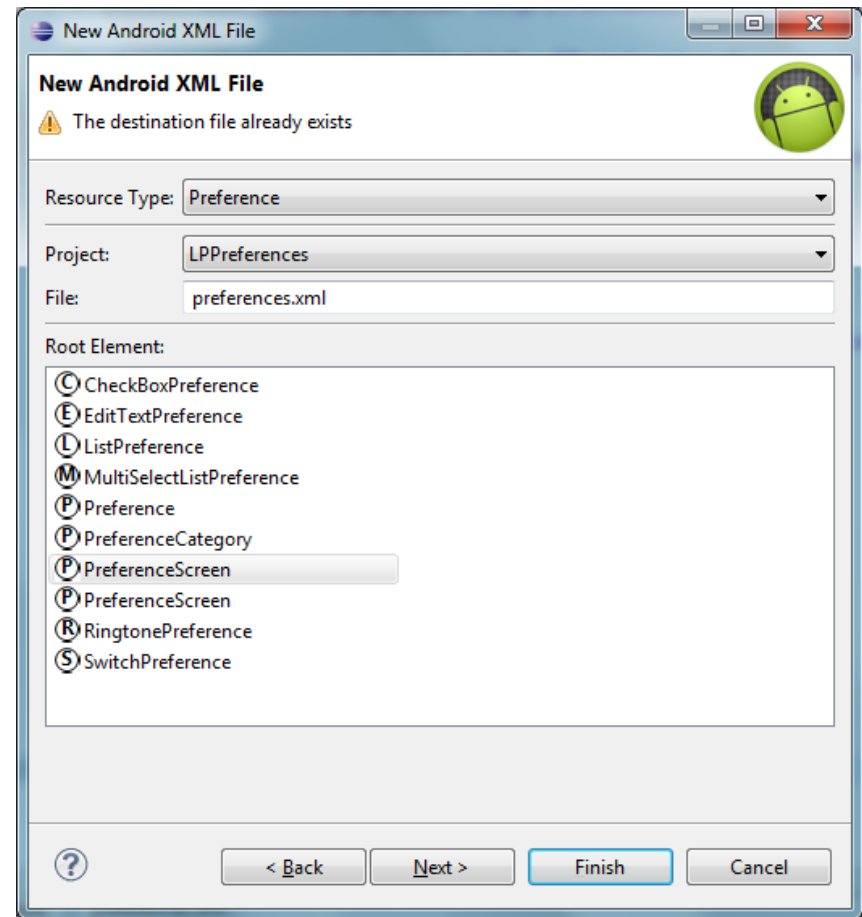 New Android XML File
New Android XML File
The destination file already exists
Resource Type: Preference
Project: LPPreferences
File: preferences.xml
Root Element:
C CheckBoxPreference
E EditTextPreference
L ListPreference
M MultiSelectListPreference
P Preference
P PreferenceCategory
P PreferenceScreen
P PreferenceScreen
R RingtonePreference
S SwitchPreference
? < Back Next > Finish Cancel